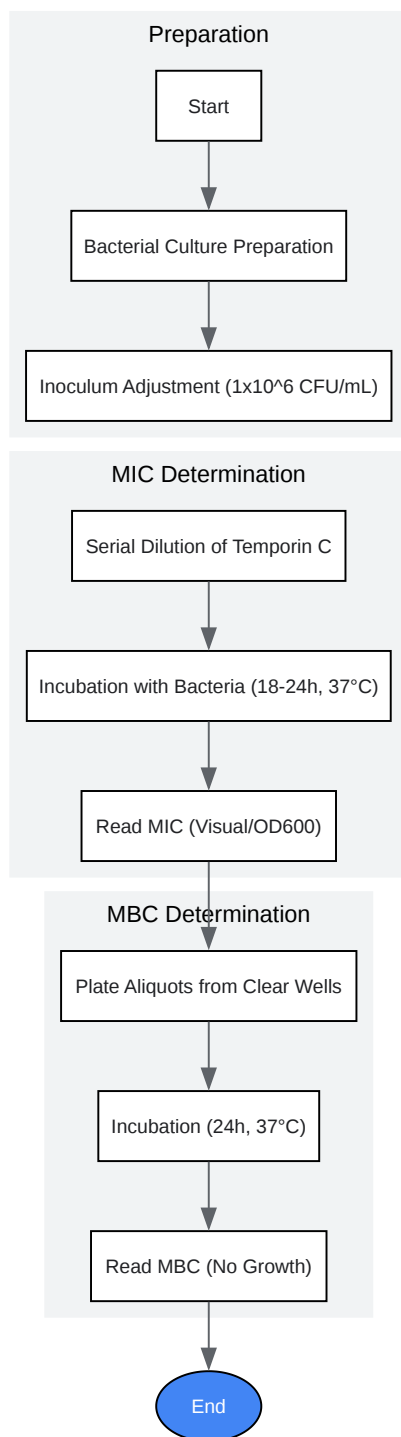 Preparation
Start
Bacterial Culture Preparation
Inoculum Adjustment (1x10^6 CFU/mL)
MIC Determination
Serial Dilution of Temporin C
Incubation with Bacteria (18-24h, 37°C)
Read MIC (Visual/OD600)
MBC Determination
Plate Aliquots from Clear Wells
Incubation (24h, 37°C)
Read MBC (No Growth)
End